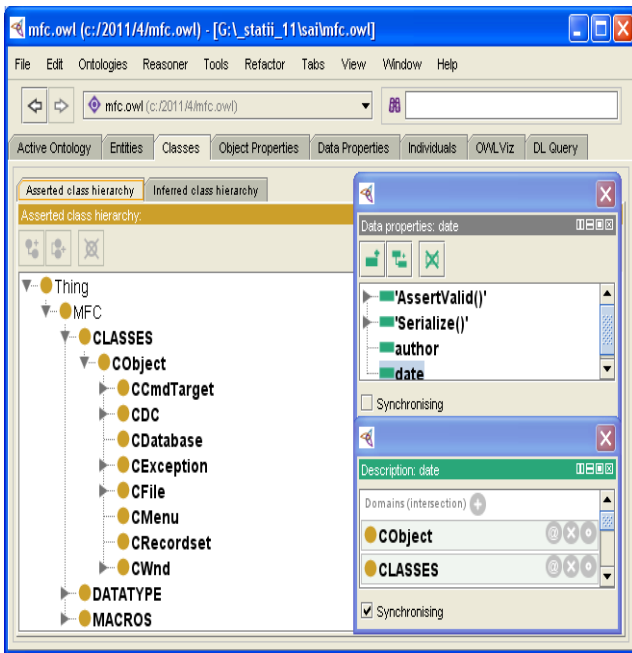 mfc.owl (c:/2011/4/mfc.owl) - [G:\_statii_11\sai\mfc.owl]
File Edit Ontologies Reasoner Tools Refactor Tabs View Window Help
mfc.owl (c:/2011/4/mfc.owl)
Active Ontology Entities Classes Object Properties Data Properties Individuals OWLViz DL Query
Asserted class hierarchy Inferred class hierarchy
Asserted class hierarchy:
Thing
MFC
CLASSES
CObject
CCmdTarget
CDC
CDatabase
CException
CFile
CMenu
CRecordset
CWnd
DATATYPE
MACROS
Data properties: date
'AssertValid()'
'Serialize()'
author
date
Synchronising
Description: date
Domains (intersection)
CObject
CLASSES
Synchronising